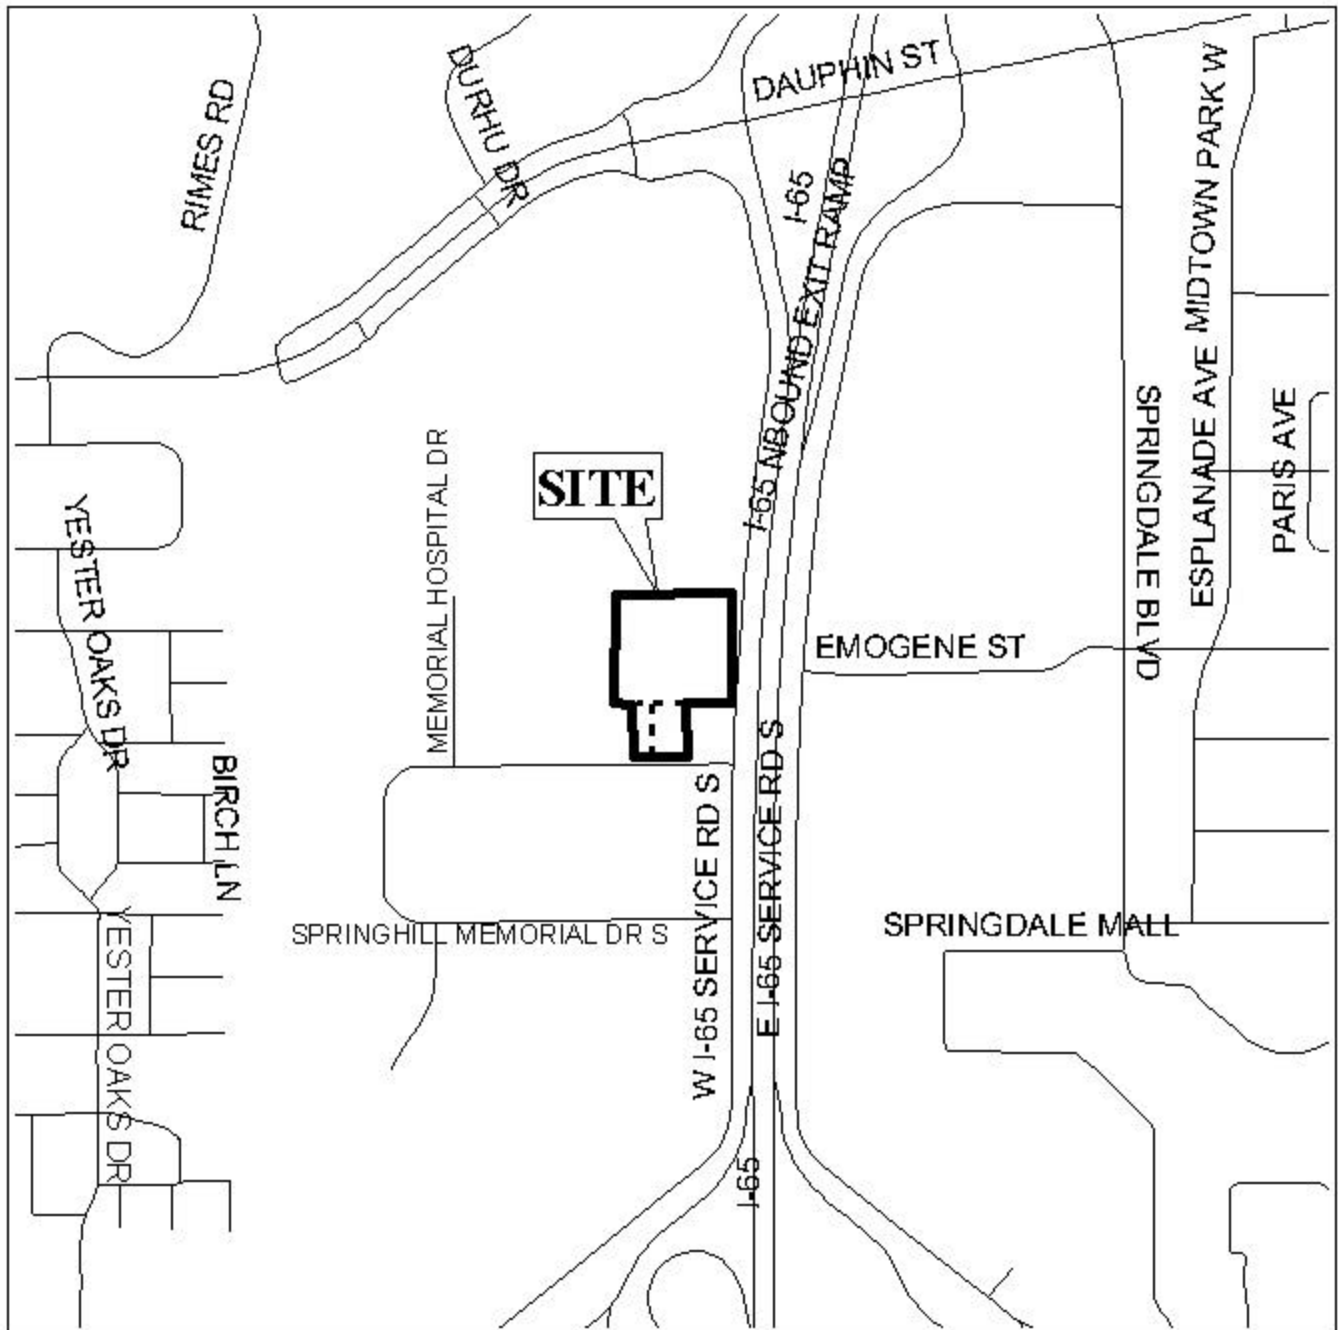 DAUPHIN ST
DURHU DR
RIMES RD
I-65
I-65 NBOUND EXIT RAMP
MIDTOWN PARK W
ESPLANADE AVE
PARIS AVE
SPRINGDALE BLVD
MEMORIAL HOSPITAL DR
SITE
YESTER OAKS DR
EMOGENE ST
BIRCH LN
W I-65 SERVICE RD S
E I-65 SERVICE RD S
SPRINGHILL MEMORIAL DR S
SPRINGDALE MALL
YESTER OAKS DR
I-65